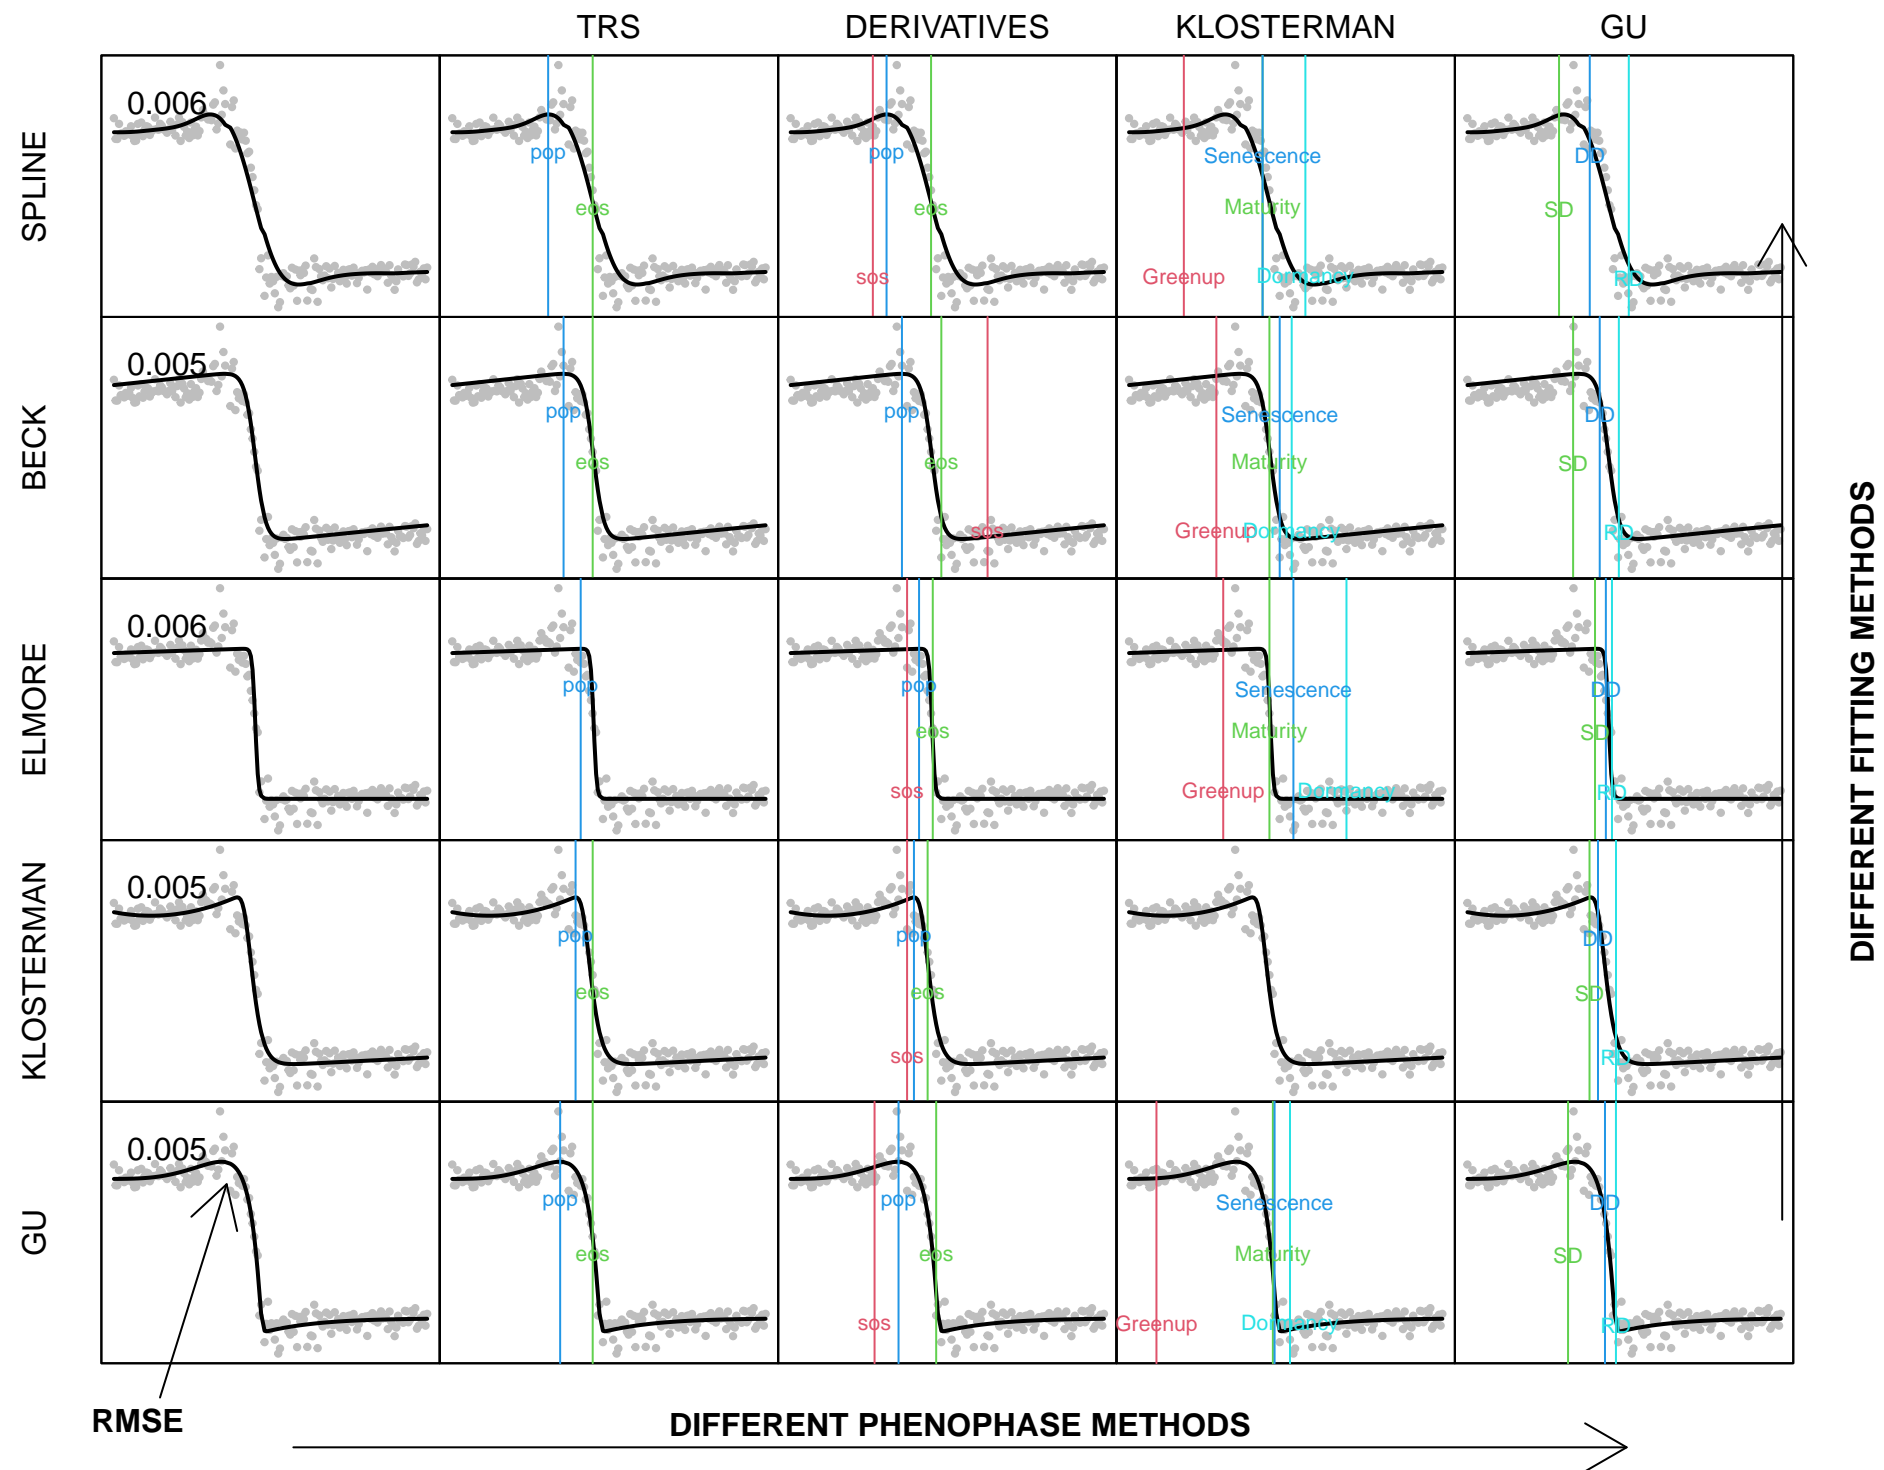 TRS DERIVATIVES KLOSTERMAN GU
SPLINE
0.006
pop
eos
pop
eos
sos
Senescence
Maturity
Greenup
Dormancy
DD
SD
RD
BECK
0.005
pop
eos
pop
eos
sos
Senescence
Maturity
Greenup
Dormancy
DD
SD
RD
ELMORE
0.006
pop
pop
eos
sos
Senescence
Maturity
Greenup
Dormancy
DD
SD
RD
KLOSTERMAN
0.005
pop
eos
pop
eos
sos
DD
SD
RD
GU
0.005
pop
eos
pop
eos
sos
Senescence
Maturity
Greenup
Dormancy
DD
SD
RD
DIFFERENT FITTING METHODS
RMSE
DIFFERENT PHENOPHASE METHODS